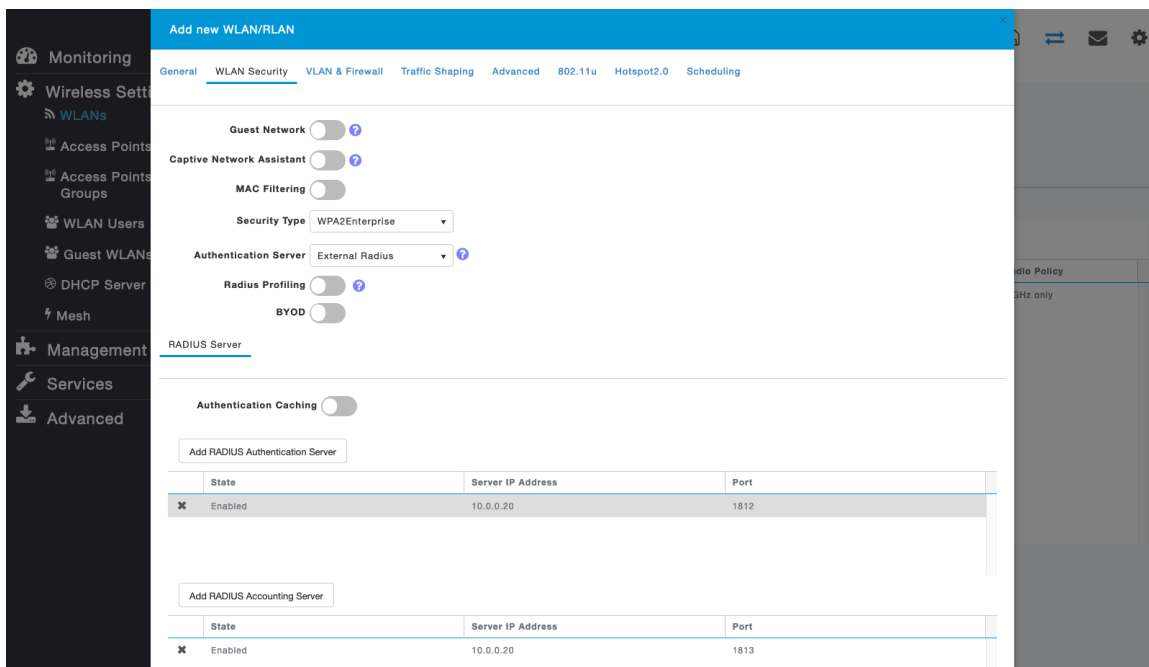 Add new WLAN/RLAN
Monitoring
Wireless Setti
WLANs
Access Points
Access Points
Groups
WLAN Users
Guest WLANs
DHCP Server
Mesh
Management
Services
Advanced
General WLAN Security VLAN & Firewall Traffic Shaping Advanced 802.11u Hotspot2.0 Scheduling
Guest Network ?
Captive Network Assistant ?
MAC Filtering
Security Type WPA2Enterprise
Authentication Server External Radius ?
Radius Profiling ?
BYOD
RADIUS Server
Authentication Caching
Add RADIUS Authentication Server
State Server IP Address Port
Enabled 10.0.0.20 1812
Add RADIUS Accounting Server
State Server IP Address Port
Enabled 10.0.0.20 1813
dio Policy
GHz only